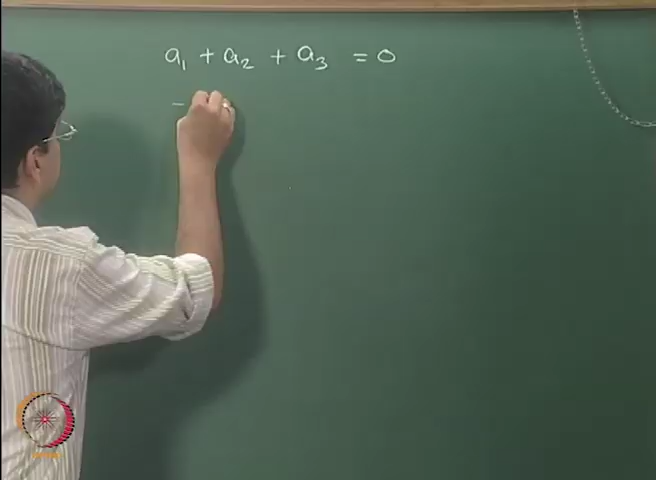 a₁ + a₂ + a₃ = 0
-